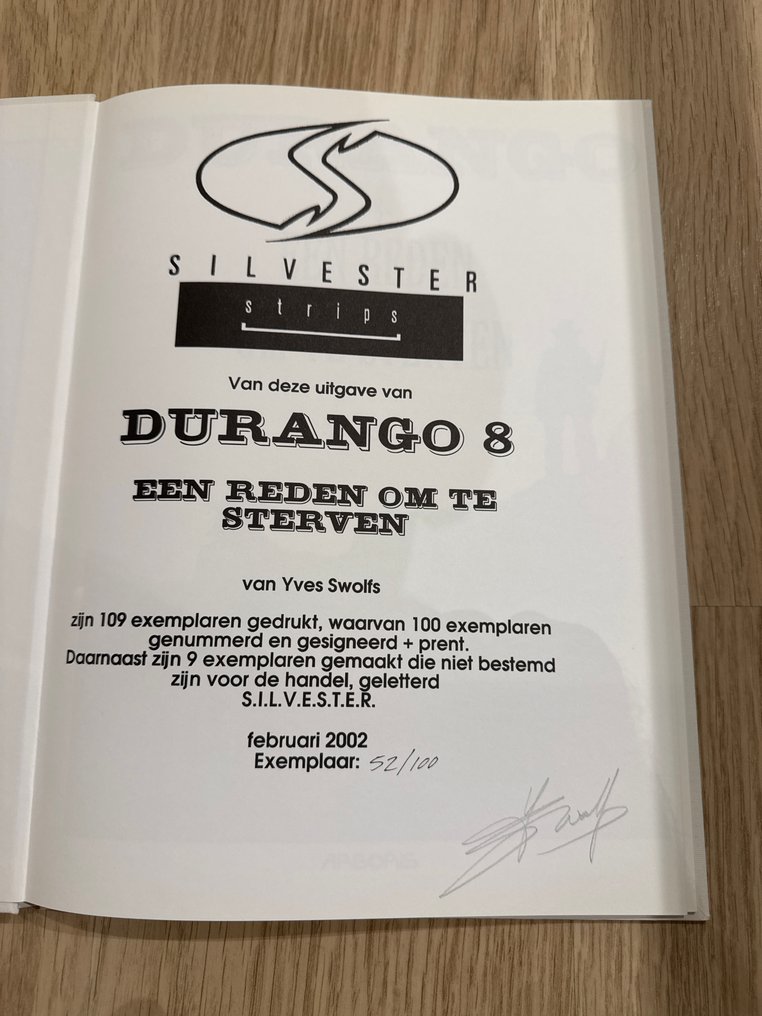 SILVESTER
strips
Van deze uitgave van
DURANGO 8
EEN REDEN OM TE
STERVEN
van Yves Swolfs
zijn 109 exemplaren gedrukt, waarvan 100 exemplaren
genummerd en gesigneerd + prent.
Daarnaast zijn 9 exemplaren gemaakt die niet bestemd
zijn voor de handel, geletterd
S.I.L.V.E.S.T.E.R.
februari 2002
Exemplaar: 52/100